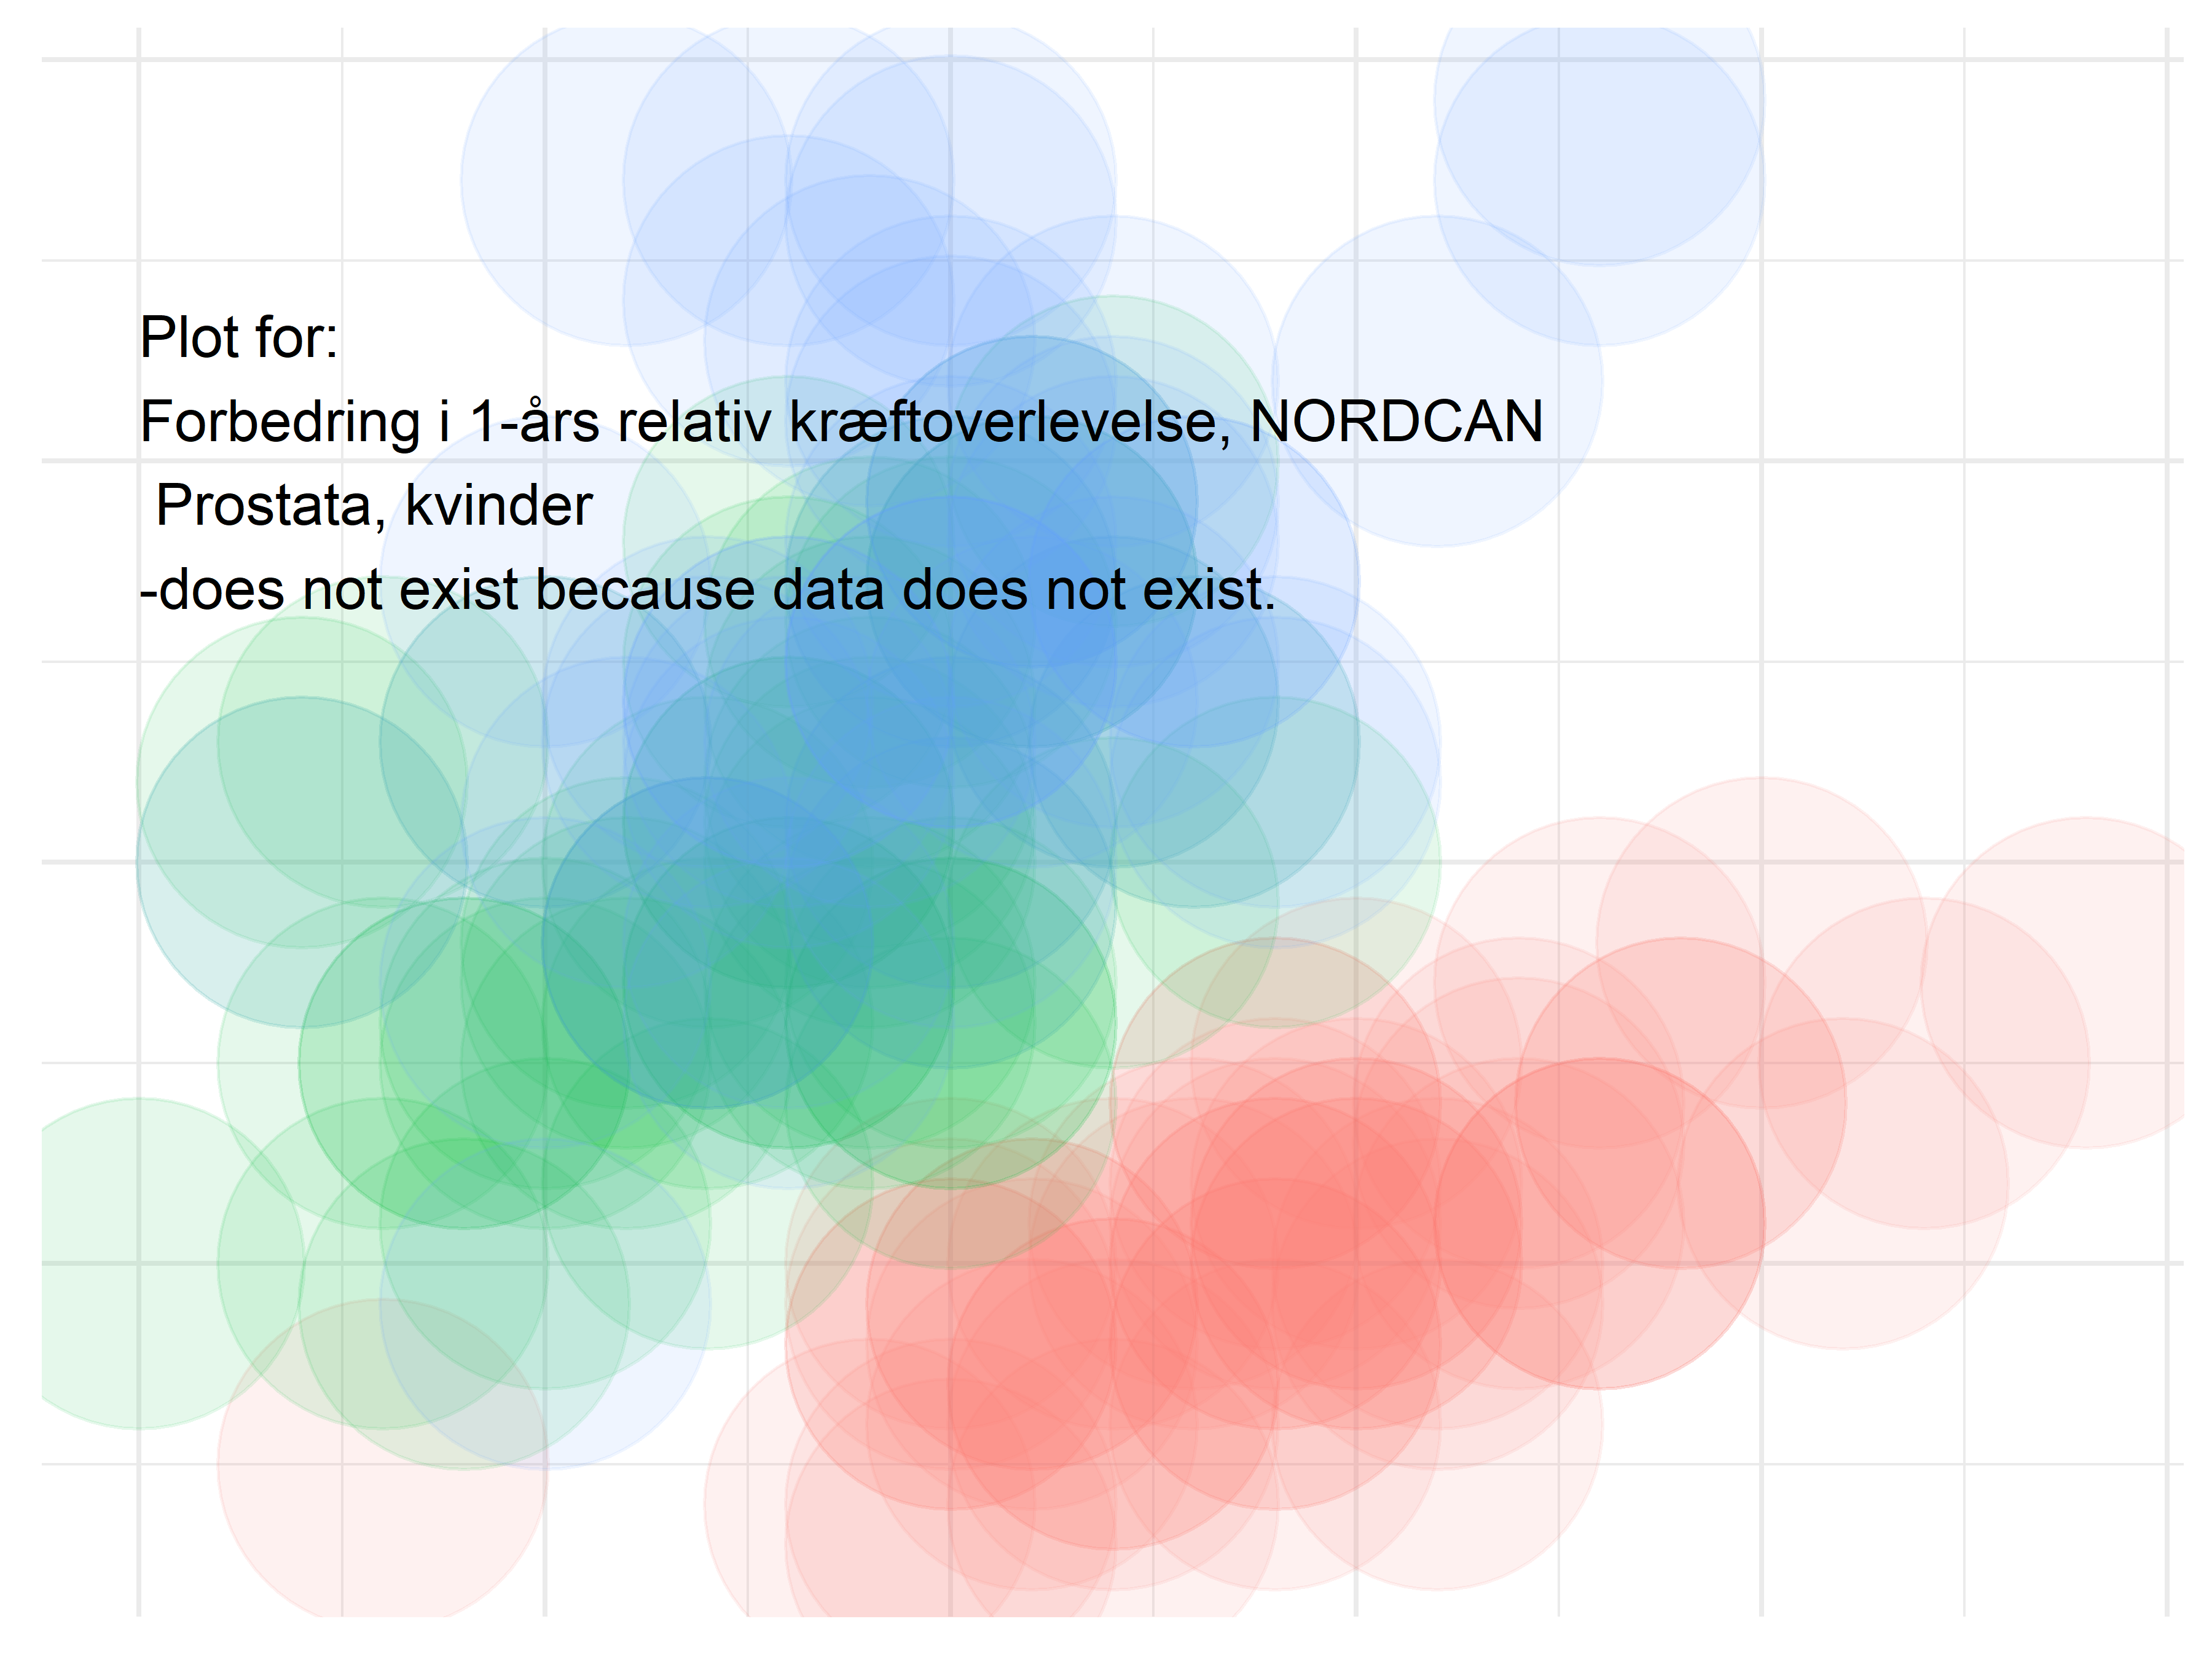 Plot for:
Forbedring i 1-års relativ kræftoverlevelse, NORDCAN
Prostata, kvinder
-does not exist because data does not exist.